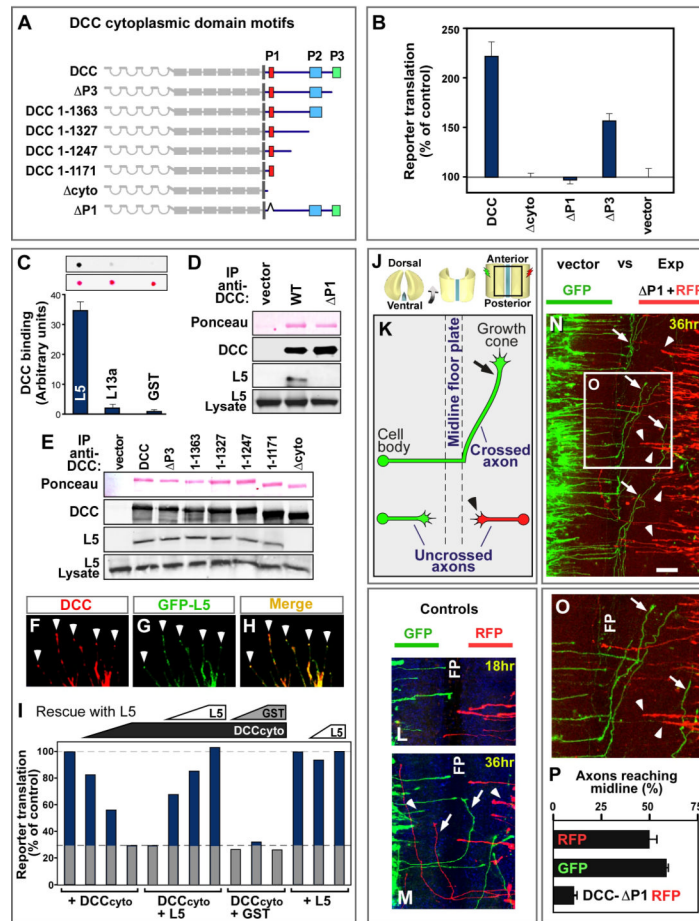 A
DCC cytoplasmic domain motifs
P1 P2 P3
DCC
ΔP3
DCC 1-1363
DCC 1-1327
DCC 1-1247
DCC 1-1171
Δcyto
ΔP1
B
Reporter translation
(% of control)
250
200
150
100
DCC
Δcyto
ΔP1
ΔP3
vector
C
DCC binding
(Arbitrary units)
50
40
30
20
10
0
L5
L13a
GST
D
IP
anti-
DCC:
vector
WT
ΔP1
Ponceau
DCC
L5
L5
Lysate
E
IP
anti-
DCC:
vector
DCC
ΔP3
1-1363
1-1327
1-1247
1-1171
Δcyto
Ponceau
DCC
L5
L5
Lysate
F
DCC
G
GFP-L5
H
Merge
I
Rescue with L5
L5
GST
L5
DCCcyto
Reporter translation
(% of control)
100
80
60
40
20
0
+ DCCcyto
DCCcyto
+ L5
DCCcyto
+ GST
+ L5
J
Dorsal
Ventral
Anterior
Posterior
K
Growth
cone
Midline floor plate
Cell
body
Crossed
axon
Uncrossed
axons
Controls
GFP
RFP
FP
18hr
L
FP
36hr
M
vector vs Exp
GFP
ΔP1 + RFP
N
36hr
O
O
FP
P
Axons reaching
midline (%)
0 50 75
RFP
GFP
DCC-ΔP1 RFP